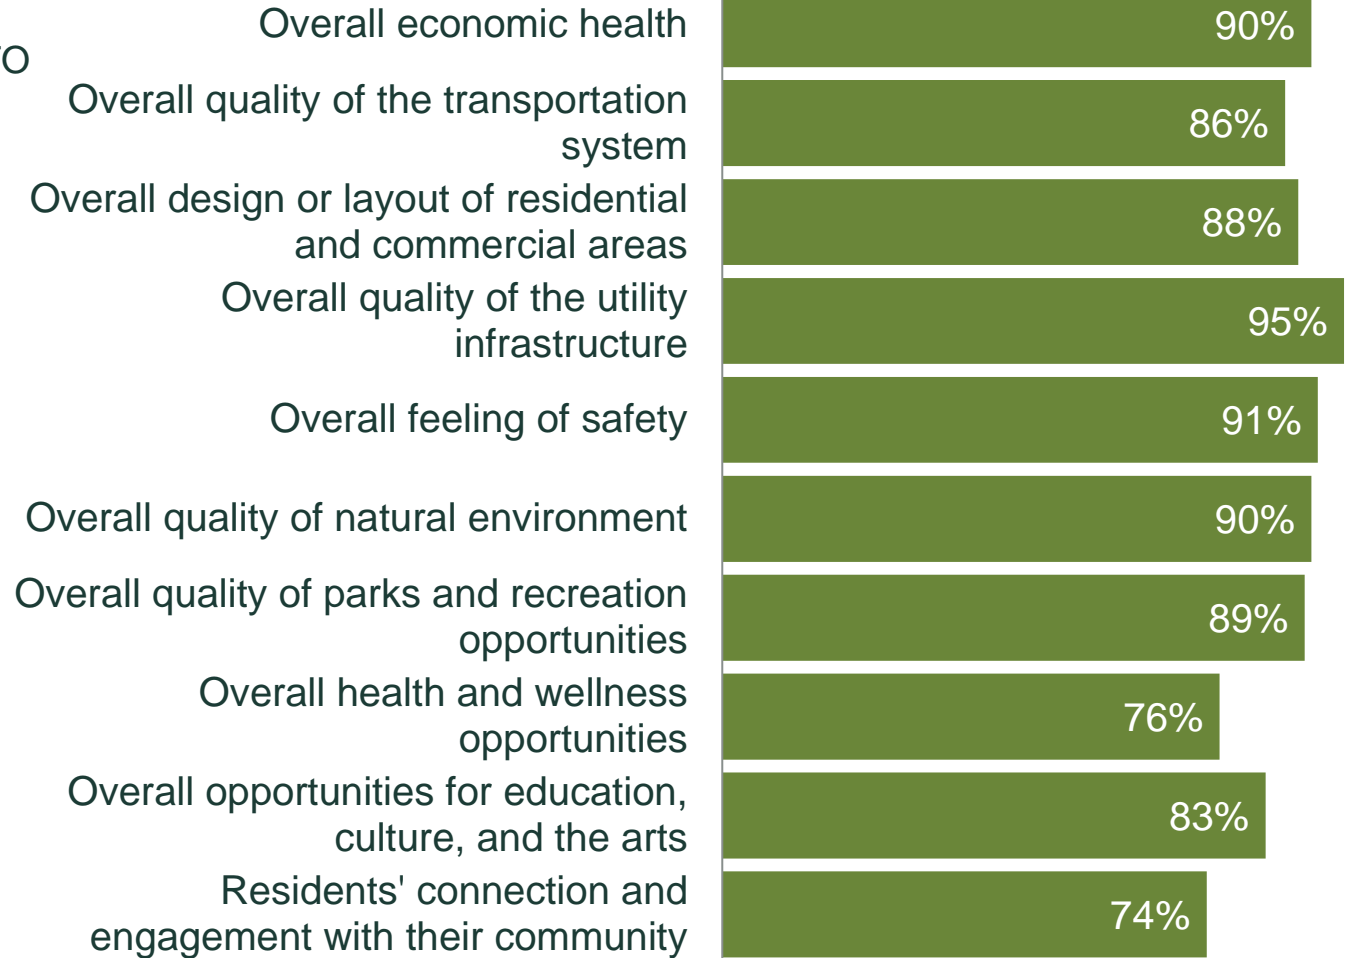 Overall economic health
90%
Overall quality of the transportation
system
86%
Overall design or layout of residential
and commercial areas
88%
Overall quality of the utility
infrastructure
95%
Overall feeling of safety
91%
Overall quality of natural environment
90%
Overall quality of parks and recreation
opportunities
89%
Overall health and wellness
opportunities
76%
Overall opportunities for education,
culture, and the arts
83%
Residents' connection and
engagement with their community
74%